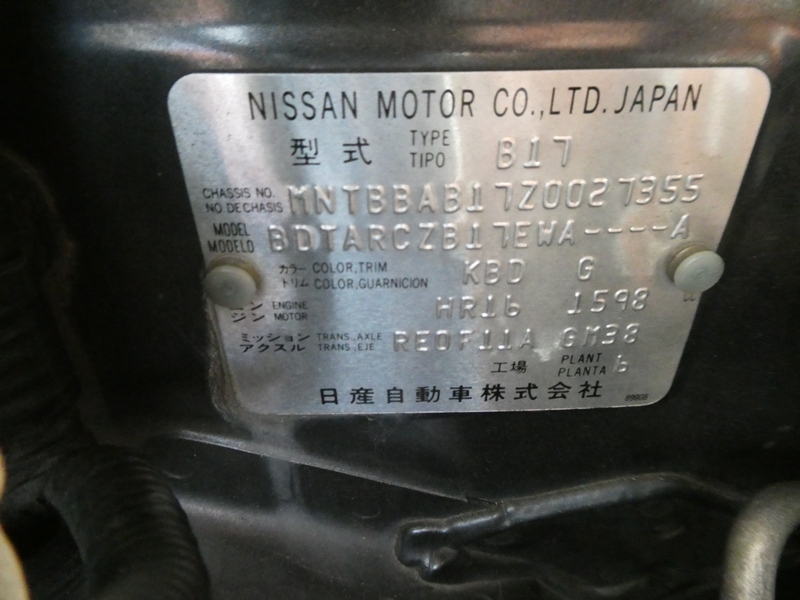 NISSAN MOTOR CO.,LTD. JAPAN
型式 TYPE TIPO B17
CHASSIS NO. NO DE CHASIS MNTBBAB17Z0027355
MODEL MODELO BDTARCZB17EWA----A
カラー COLOR,TRIM トリム COLOR,GUARNICION KBD G
ン ENGINE ジン MOTOR HR16 1598
ミッション TRANS.,AXLE アクスル TRANS.,EJE RE0F11A GM38
工場 PLANT PLANTA 6
日産自動車株式会社